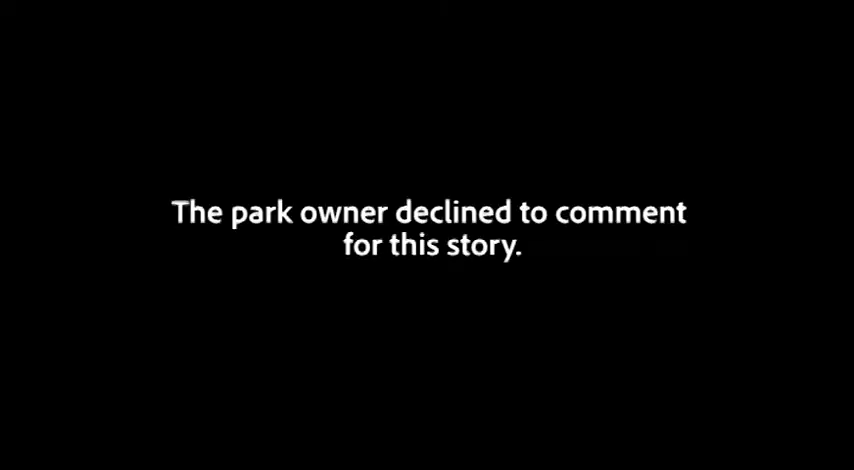 The park owner declined to comment
for this story.